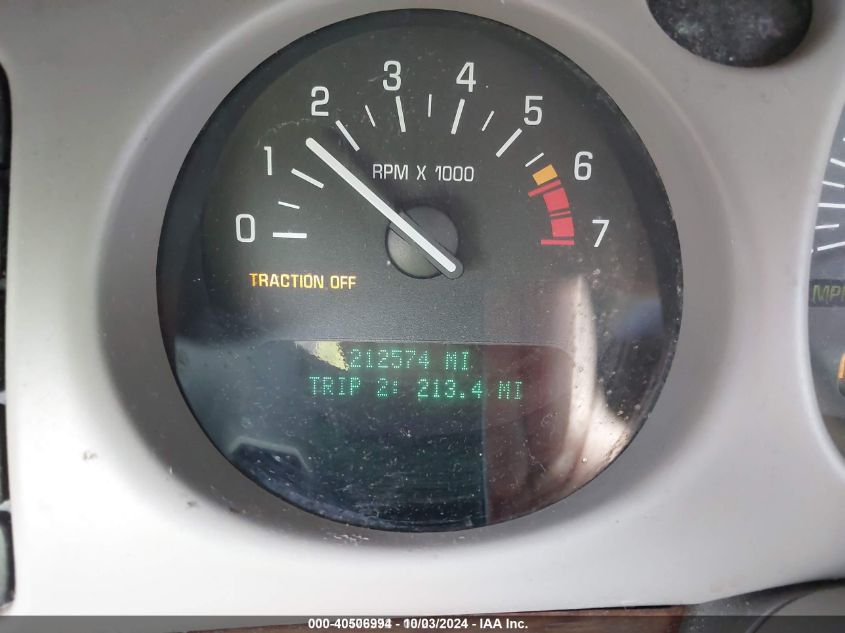 0 1 2 3 4 5 6 7
RPM X 1000
TRACTION OFF
212574 MI
TRIP 2: 213.4 MI
MPH
000-40506994 - 10/03/2024 - IAA Inc.